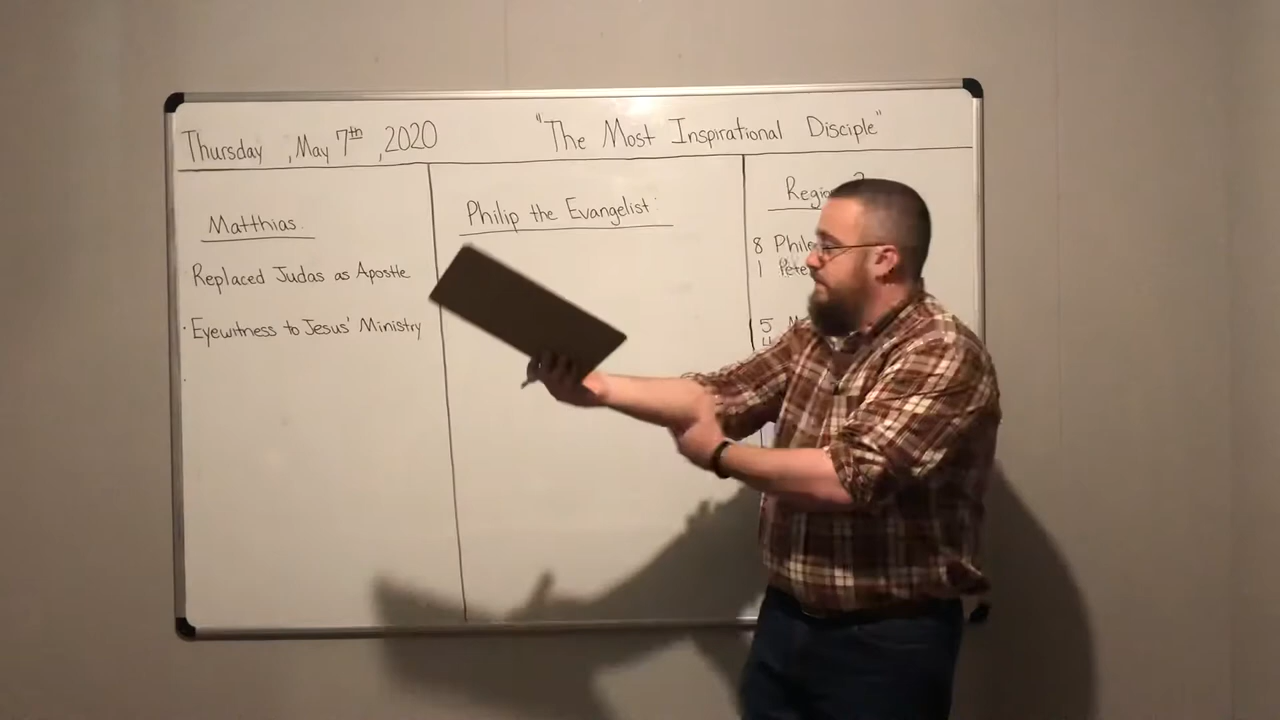 Thursday, May 7th, 2020
"The Most Inspirational Disciple"
Matthias
Replaced Judas as Apostle
Eyewitness to Jesus' Ministry
Philip the Evangelist:
8
1
5